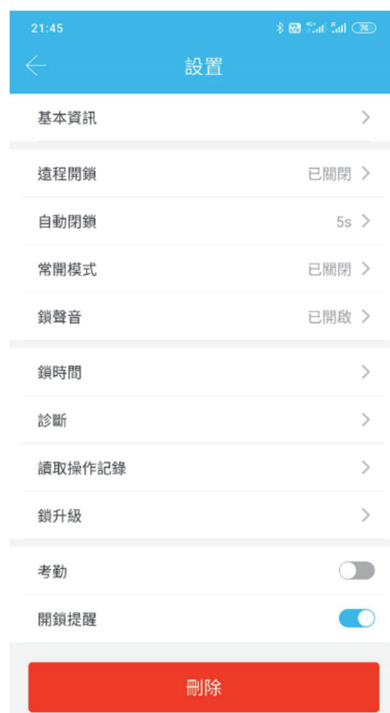 21:45
74
設置
基本資訊
遠程開鎖 已關閉
自動閉鎖 5s
常開模式 已關閉
鎖聲音 已開啟
鎖時間
診斷
讀取操作記錄
鎖升級
考勤
開鎖提醒
刪除